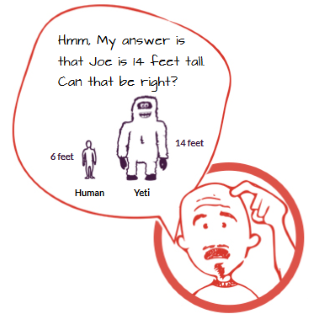 Hmm, My answer is
that Joe is 14 feet tall.
Can that be right?
14 feet
6 feet
Human
Yeti